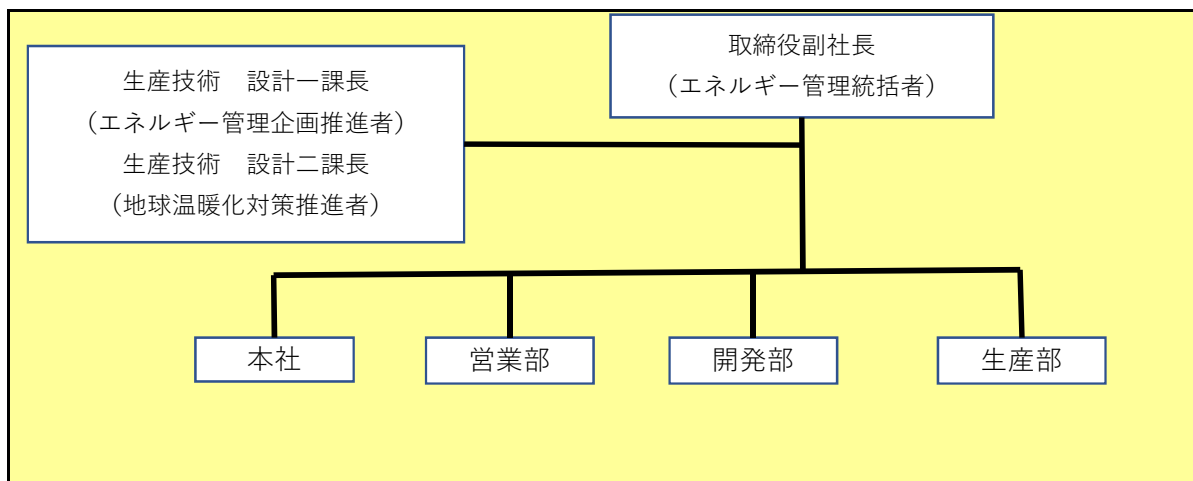 取締役副社長
（エネルギー管理統括者）
生産技術　設計一課長
（エネルギー管理企画推進者）
生産技術　設計二課長
（地球温暖化対策推進者）
本社
営業部
開発部
生産部